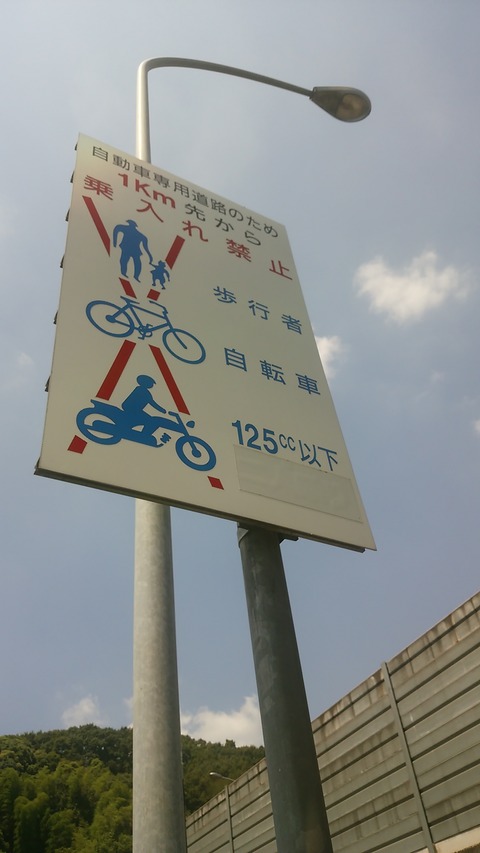 自動車専用道路のため
1Km先から
乗入れ禁止
歩行者
自転車
125cc以下